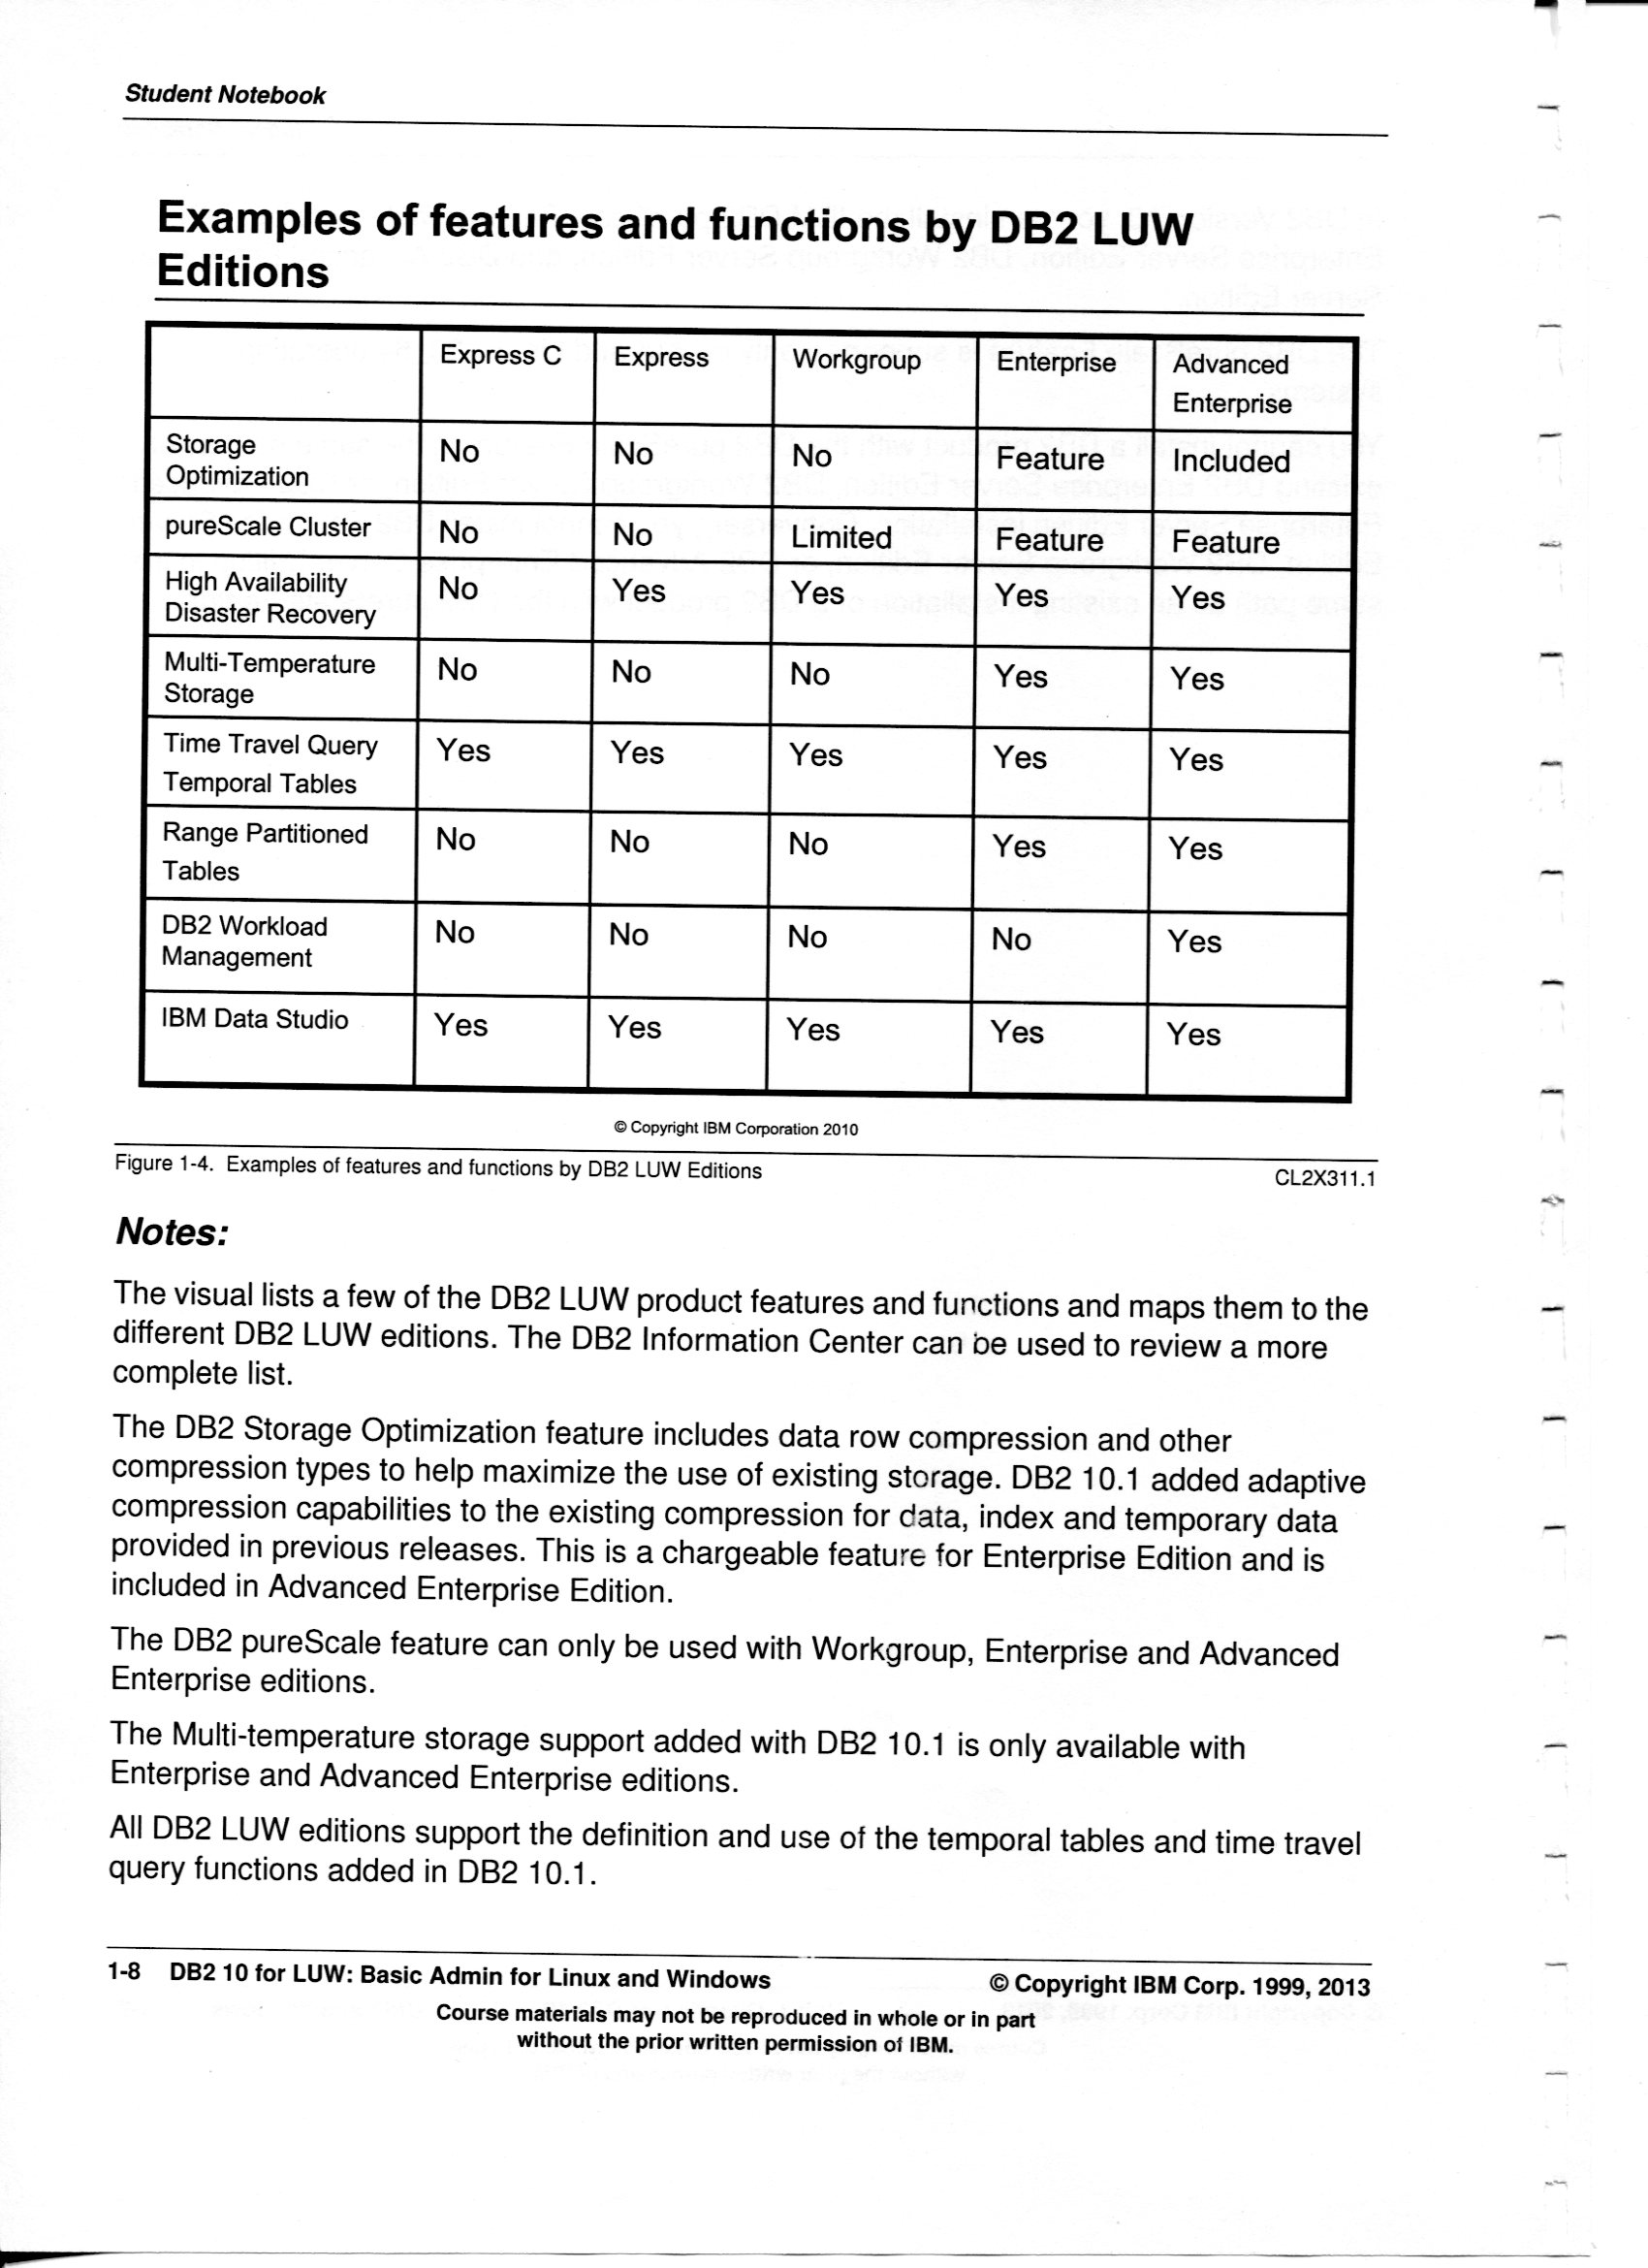 Student Notebook
Examples of features and functions by DB2 LUW
Editions
Express C Express Workgroup Enterprise Advanced
Enterprise
Storage
Optimization No No No Feature Included
pureScale Cluster No No Limited Feature Feature
High Availability
Disaster Recovery No Yes Yes Yes Yes
Multi-Temperature
Storage No No No Yes Yes
Time Travel Query
Temporal Tables Yes Yes Yes Yes Yes
Range Partitioned
Tables No No No Yes Yes
DB2 Workload
Management No No No No Yes
IBM Data Studio Yes Yes Yes Yes Yes
© Copyright IBM Corporation 2010
Figure 1-4. Examples of features and functions by DB2 LUW Editions CL2X311.1
Notes:
The visual lists a few of the DB2 LUW product features and functions and maps them to the
different DB2 LUW editions. The DB2 Information Center can be used to review a more
complete list.
The DB2 Storage Optimization feature includes data row compression and other
compression types to help maximize the use of existing storage. DB2 10.1 added adaptive
compression capabilities to the existing compression for data, index and temporary data
provided in previous releases. This is a chargeable feature for Enterprise Edition and is
included in Advanced Enterprise Edition.
The DB2 pureScale feature can only be used with Workgroup, Enterprise and Advanced
Enterprise editions.
The Multi-temperature storage support added with DB2 10.1 is only available with
Enterprise and Advanced Enterprise editions.
All DB2 LUW editions support the definition and use of the temporal tables and time travel
query functions added in DB2 10.1.
1-8 DB2 10 for LUW: Basic Admin for Linux and Windows © Copyright IBM Corp. 1999, 2013
Course materials may not be reproduced in whole or in part
without the prior written permission of IBM.